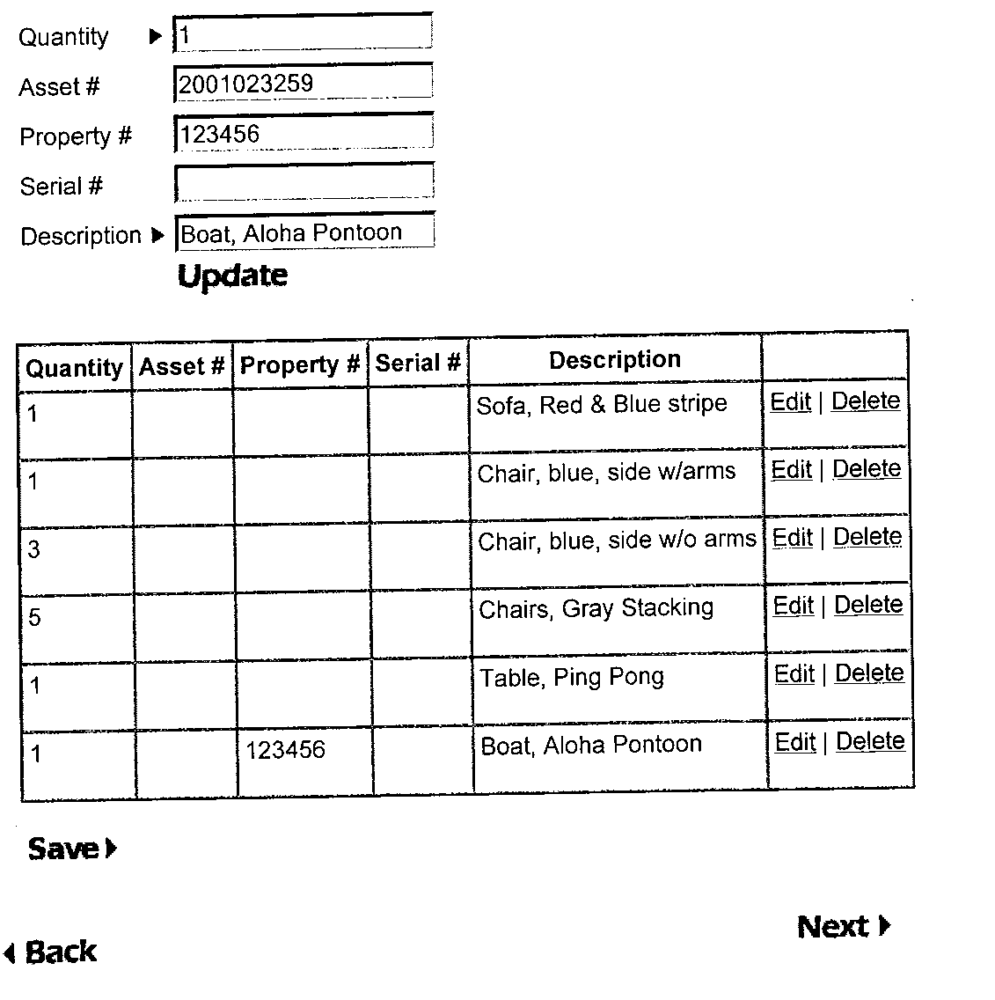 Quantity ▶ 1
Asset # 2001023259
Property # 123456
Serial #
Description ▶ Boat, Aloha Pontoon
Update
Quantity Asset # Property # Serial # Description
1 Sofa, Red & Blue stripe Edit | Delete
1 Chair, blue, side w/arms Edit | Delete
3 Chair, blue, side w/o arms Edit | Delete
5 Chairs, Gray Stacking Edit | Delete
1 Table, Ping Pong Edit | Delete
1 123456 Boat, Aloha Pontoon Edit | Delete
Save ▶
Next ▶
◀ Back